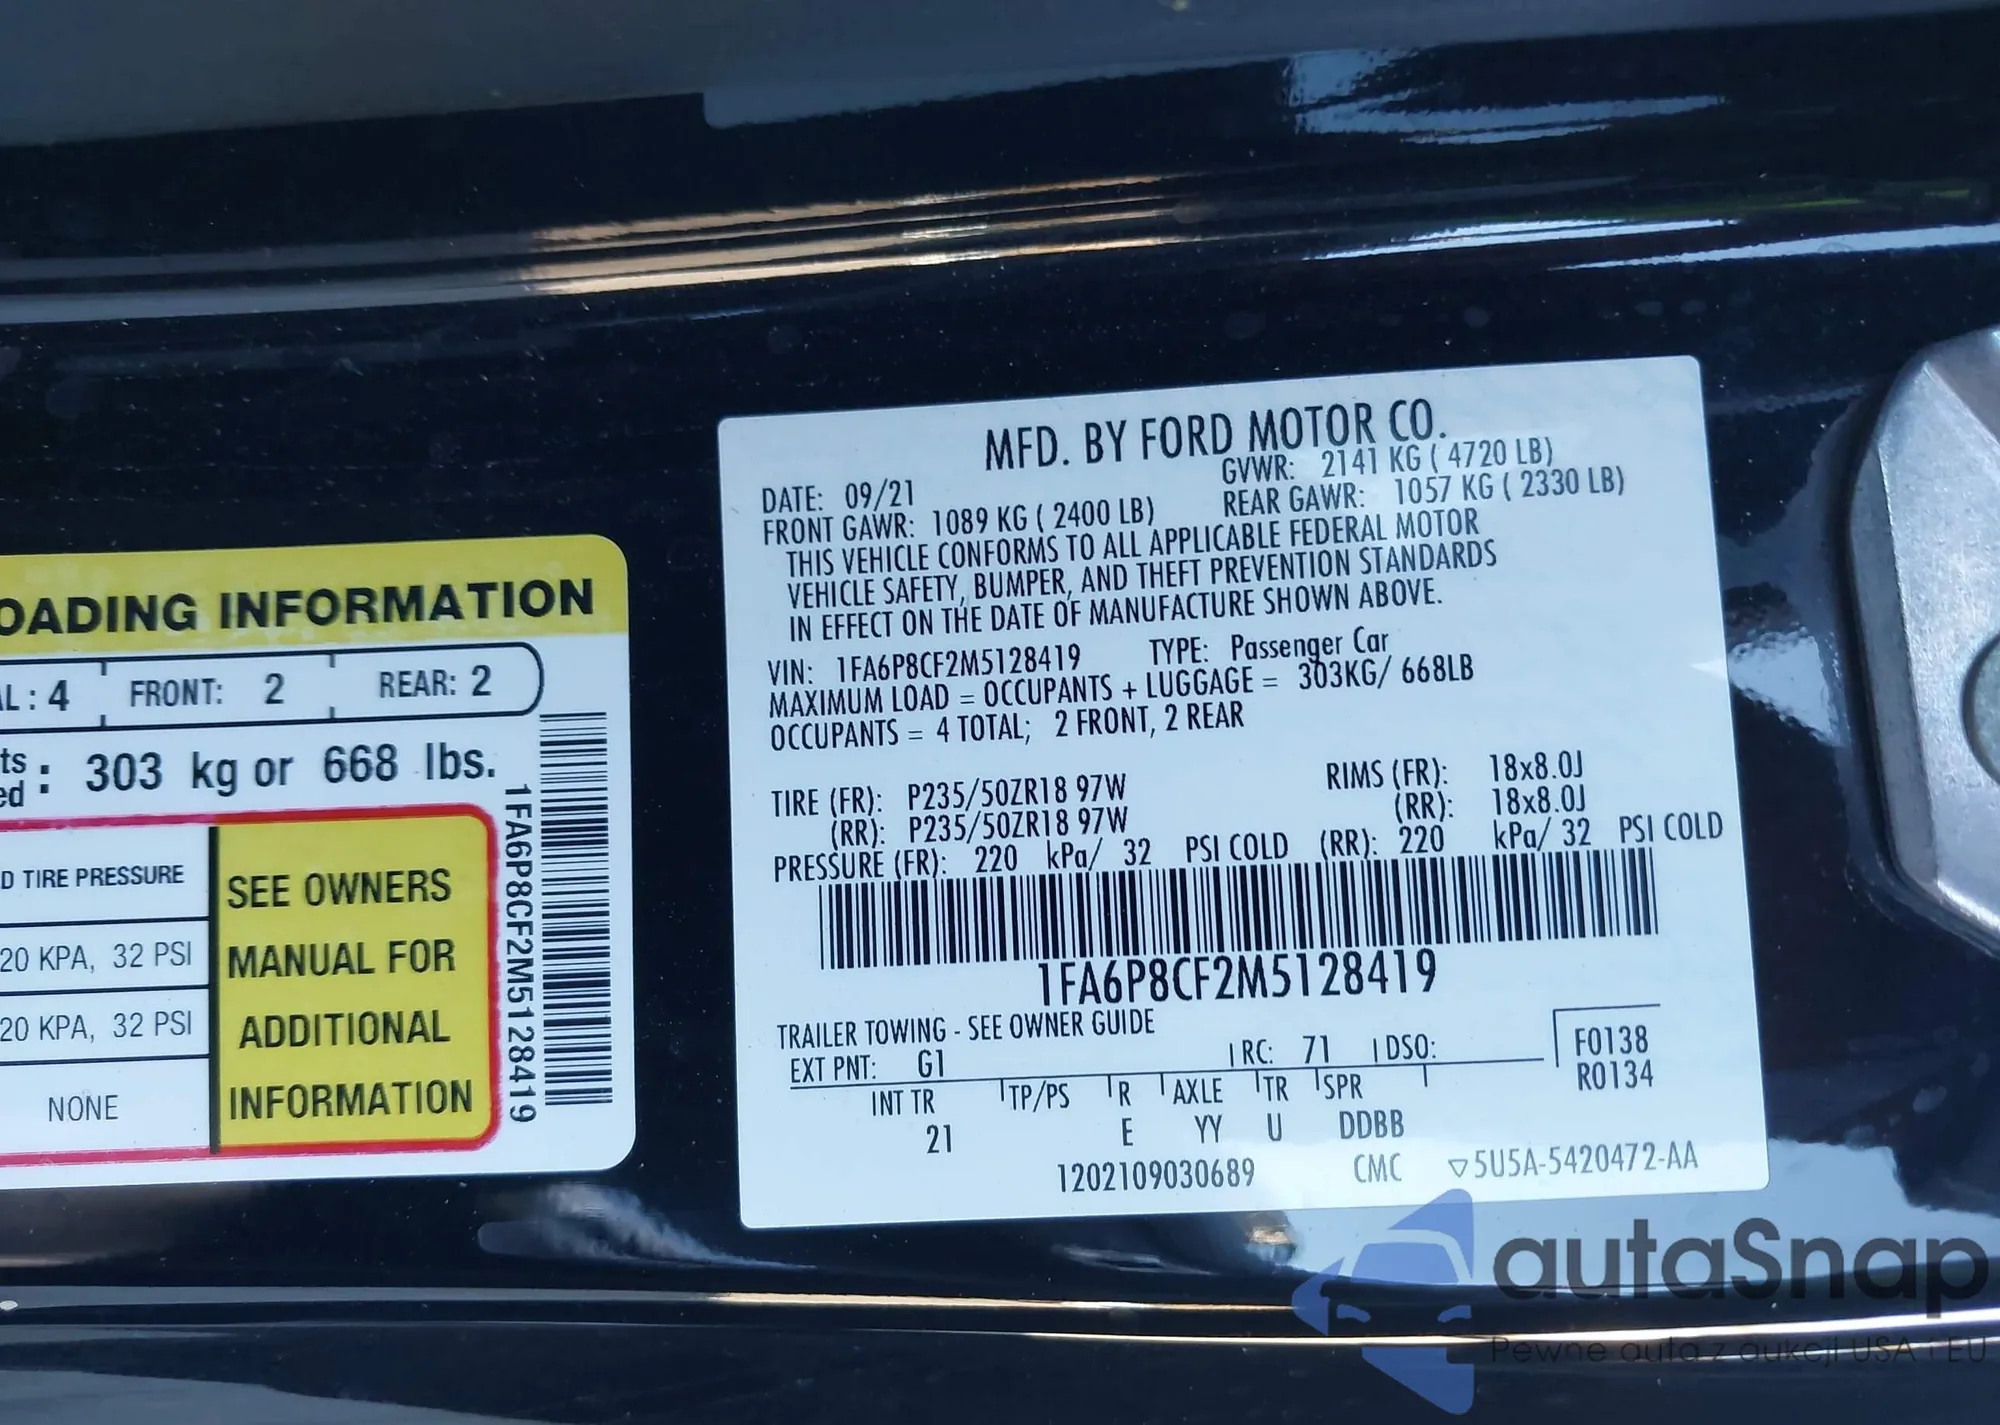 OADING INFORMATION
AL : 4 FRONT: 2 REAR: 2
ts
ed : 303 kg or 668 lbs.
D TIRE PRESSURE
20 KPA, 32 PSI
20 KPA, 32 PSI
NONE
SEE OWNERS
MANUAL FOR
ADDITIONAL
INFORMATION
1FA6P8CF2M5128419
MFD. BY FORD MOTOR CO.
DATE: 09/21 GVWR: 2141 KG ( 4720 LB)
FRONT GAWR: 1089 KG ( 2400 LB) REAR GAWR: 1057 KG ( 2330 LB)
THIS VEHICLE CONFORMS TO ALL APPLICABLE FEDERAL MOTOR
VEHICLE SAFETY, BUMPER, AND THEFT PREVENTION STANDARDS
IN EFFECT ON THE DATE OF MANUFACTURE SHOWN ABOVE.
VIN: 1FA6P8CF2M5128419 TYPE: Passenger Car
MAXIMUM LOAD = OCCUPANTS + LUGGAGE = 303KG/ 668LB
OCCUPANTS = 4 TOTAL; 2 FRONT, 2 REAR
TIRE (FR): P235/50ZR18 97W RIMS (FR): 18x8.0J
(RR): P235/50ZR18 97W (RR): 18x8.0J
PRESSURE (FR): 220 kPa/ 32 PSI COLD (RR): 220 kPa/ 32 PSI COLD
1FA6P8CF2M5128419
TRAILER TOWING - SEE OWNER GUIDE
EXT PNT: G1 RC: 71 DSO:
F0138
R0134
INT TR TP/PS R AXLE TR SPR
21 E YY U DDBB
1202109030689 CMC ▽5U5A-5420472-AA
autaSnap
Pewne auta z aukcji USA i EU